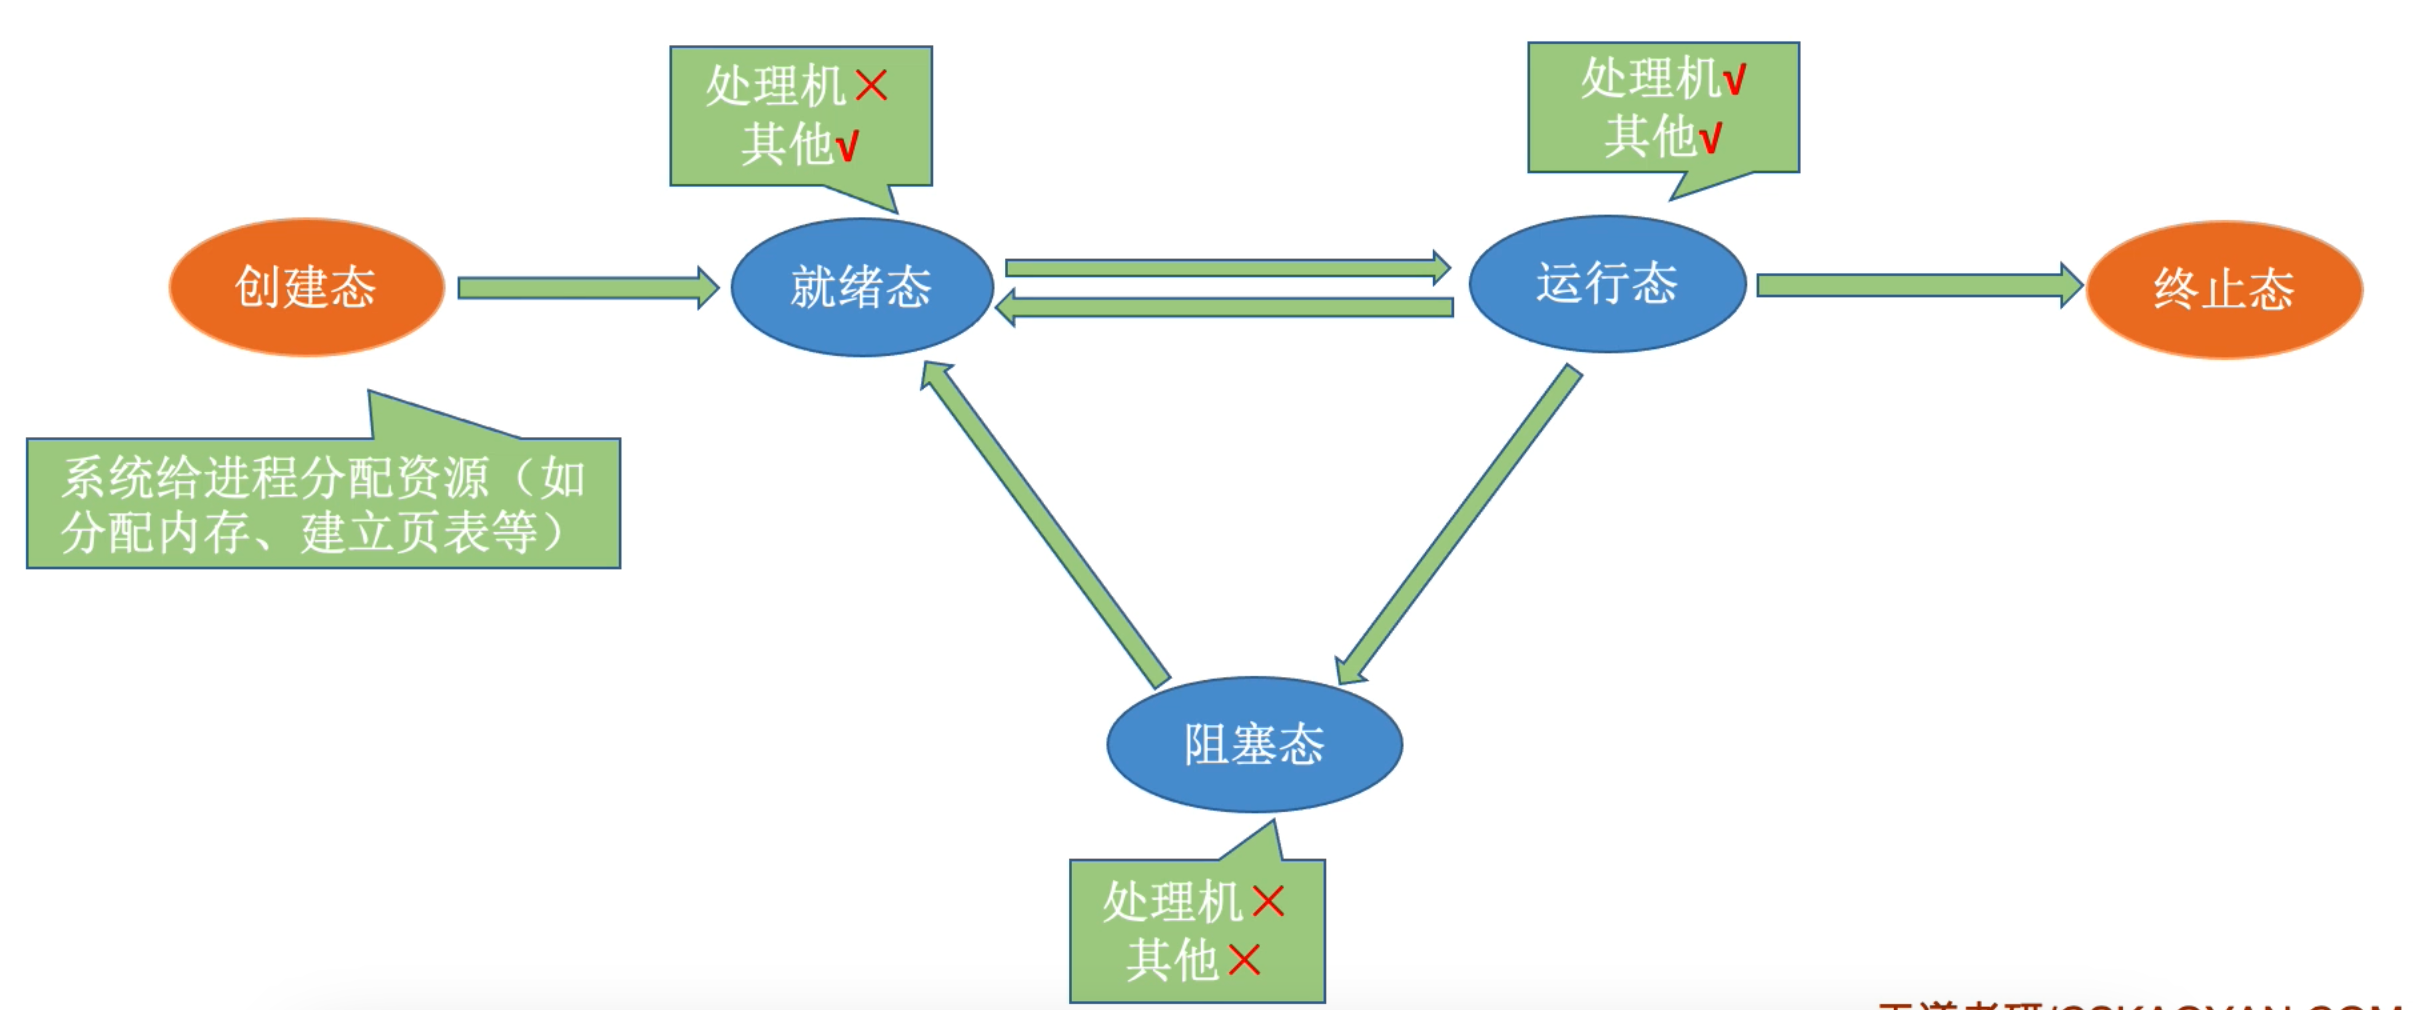 处理机×
其他√
处理机√
其他√
创建态
就绪态
运行态
终止态
系统给进程分配资源（如
分配内存、建立页表等）
阻塞态
处理机×
其他×